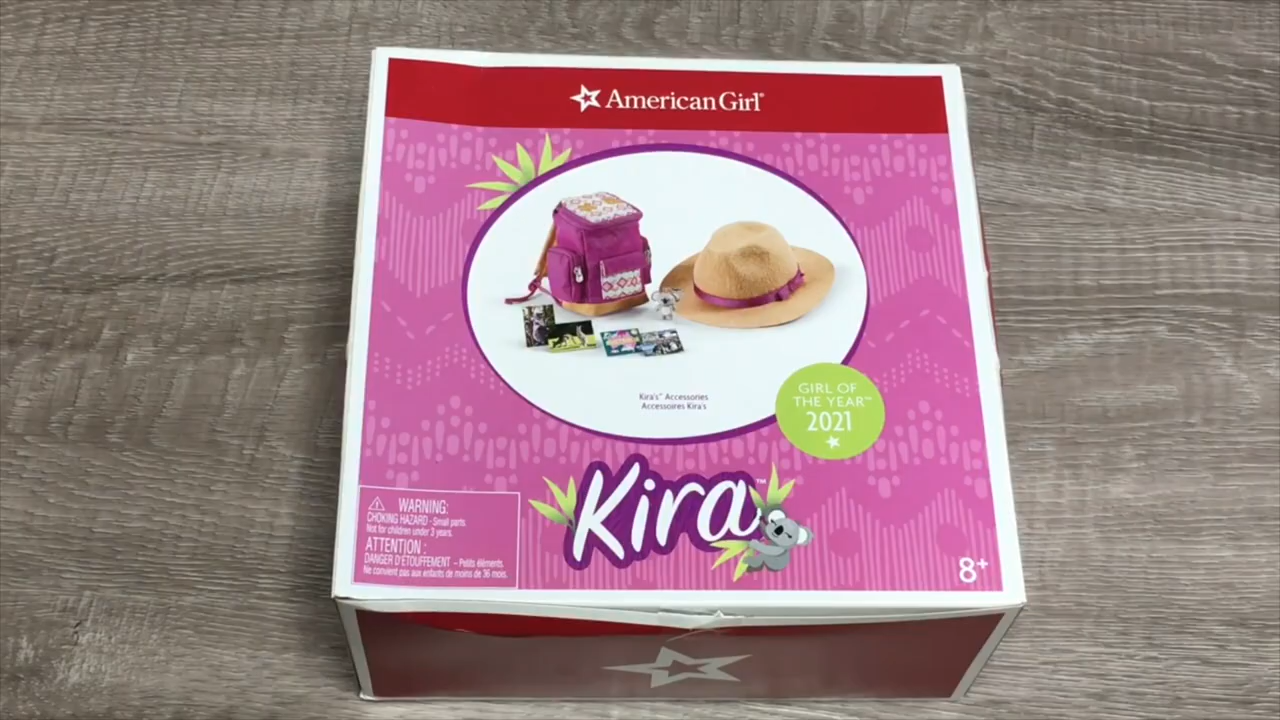 American Girl®
Kira's™ Accessories
Accessoires Kira's
GIRL OF
THE YEAR™
2021
Kira™
WARNING:
CHOKING HAZARD - Small parts
Not for children under 3 years.
ATTENTION :
DANGER D'ÉTOUFFEMENT – Petits éléments.
Ne convient pas aux enfants de moins de 36 mois.
8+